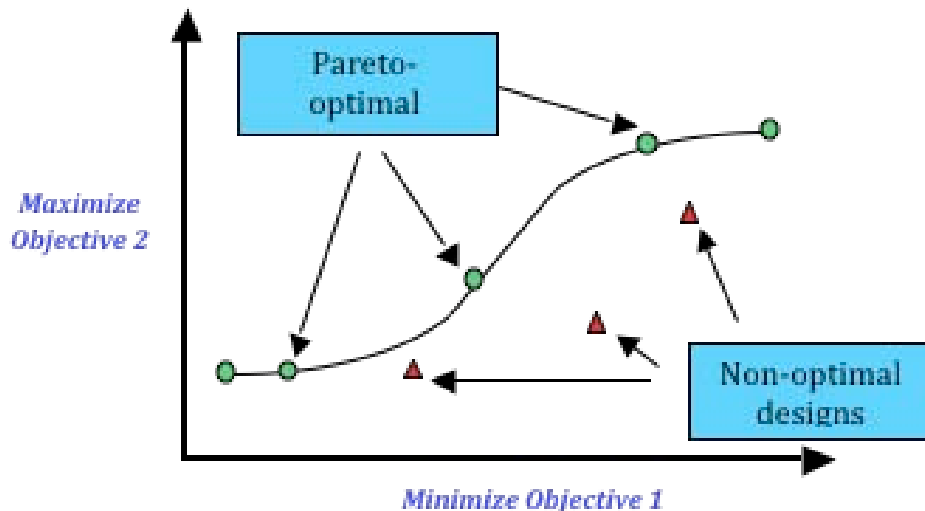 Pareto-
optimal
Maximize
Objective 2
Non-optimal
designs
Minimize Objective 1